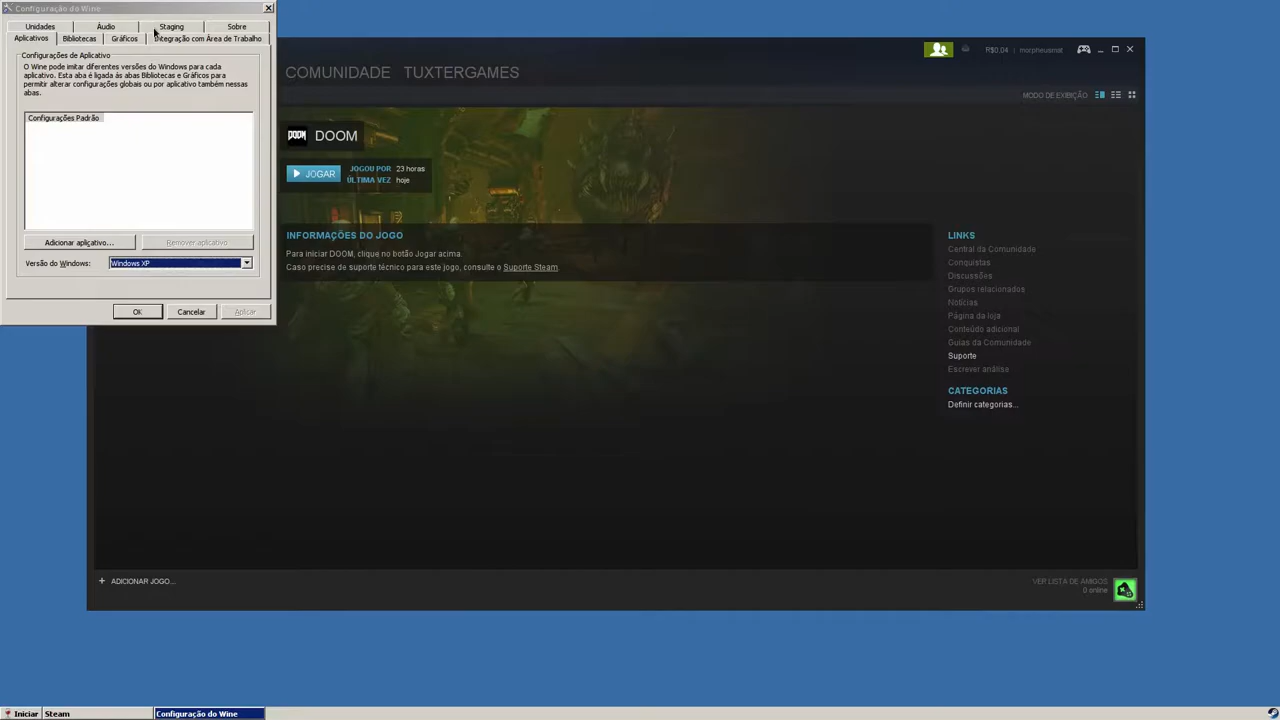 Configuração do Wine
Unidades
Áudio
Staging
Sobre
Aplicativos
Bibliotecas
Gráficos
Integração com Área de Trabalho
Configurações de Aplicativo
O Wine pode imitar diferentes versões do Windows para cada
aplicativo. Esta aba é ligada às abas Bibliotecas e Gráficos para
permitir alterar configurações globais ou por aplicativo também nessas
abas.
Configurações Padrão
Adicionar aplicativo...
Remover aplicativo
Versão do Windows:
Windows XP
OK
Cancelar
Aplicar
R$0,04
morpheusmat
COMUNIDADE
TUXTERGAMES
MODO DE EXIBIÇÃO
DOOM
DOOM
JOGAR
JOGOU POR
23 horas
ÚLTIMA VEZ
hoje
INFORMAÇÕES DO JOGO
Para iniciar DOOM, clique no botão Jogar acima.
Caso precise de suporte técnico para este jogo, consulte o Suporte Steam.
LINKS
Central da Comunidade
Conquistas
Discussões
Grupos relacionados
Notícias
Página da loja
Conteúdo adicional
Guias da Comunidade
Suporte
Escrever análise
CATEGORIAS
Definir categorias...
+ ADICIONAR JOGO...
VER LISTA DE AMIGOS
0 online
Iniciar
Steam
Configuração do Wine